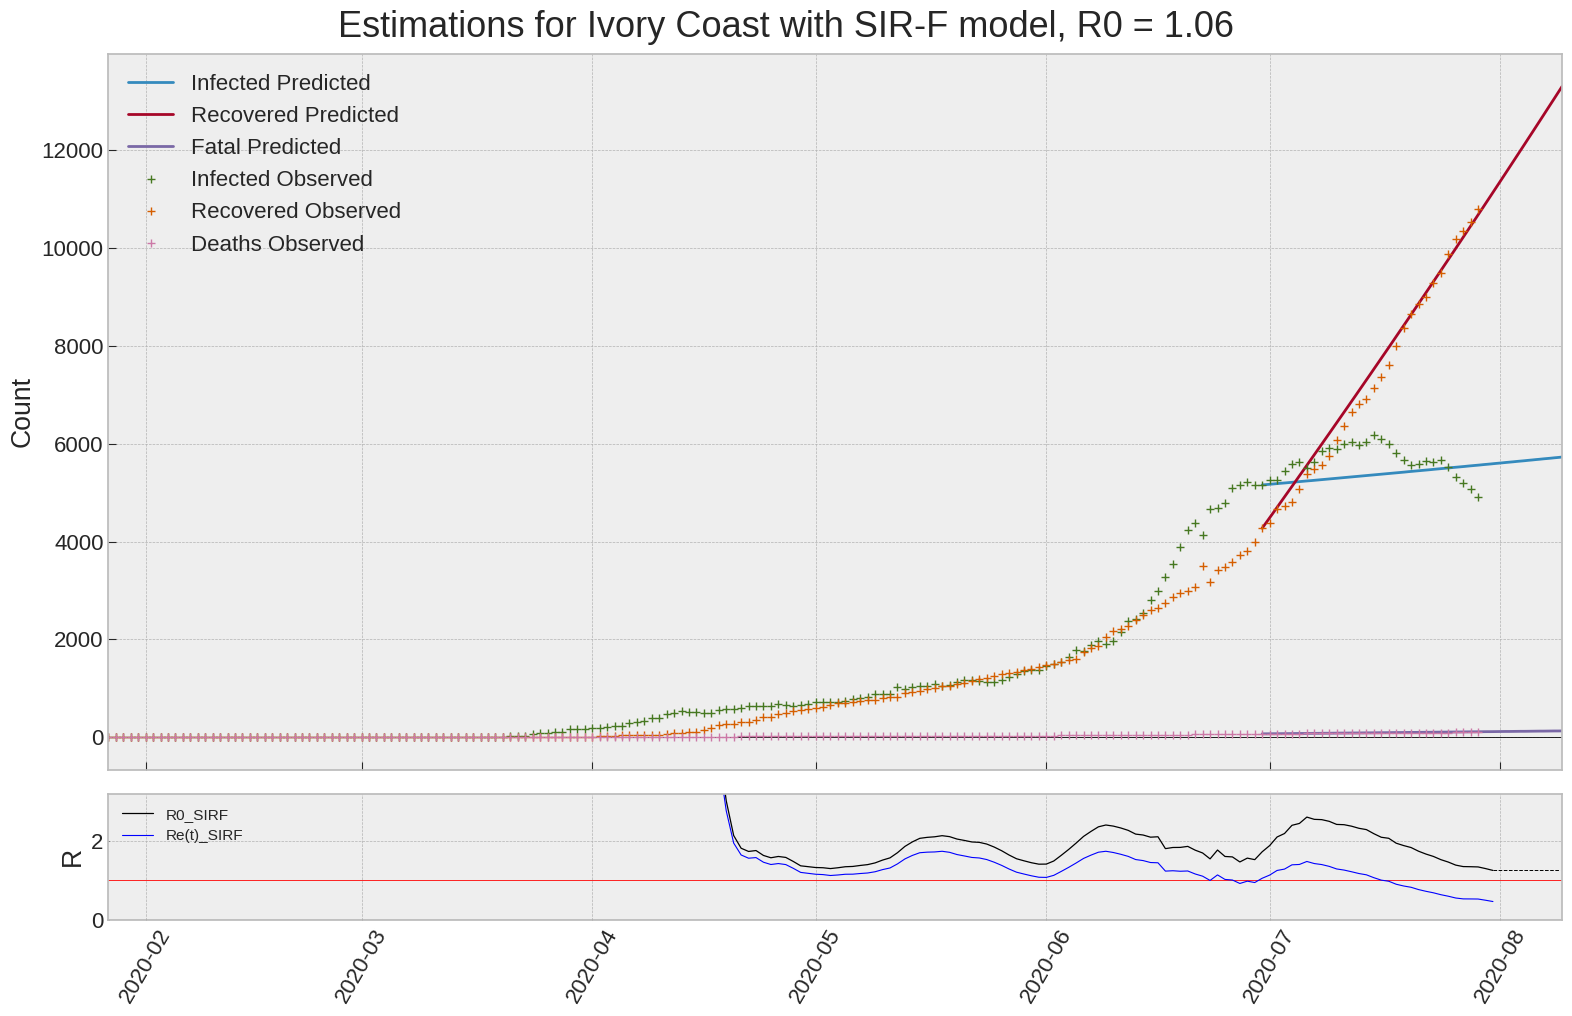 Estimations for Ivory Coast with SIR-F model, R0 = 1.06
Infected Predicted
Recovered Predicted
Fatal Predicted
Infected Observed
Recovered Observed
Deaths Observed
Count
12000
10000
8000
6000
4000
2000
0
R0_SIRF
Re(t)_SIRF
R
2
0
2020-02
2020-03
2020-04
2020-05
2020-06
2020-07
2020-08